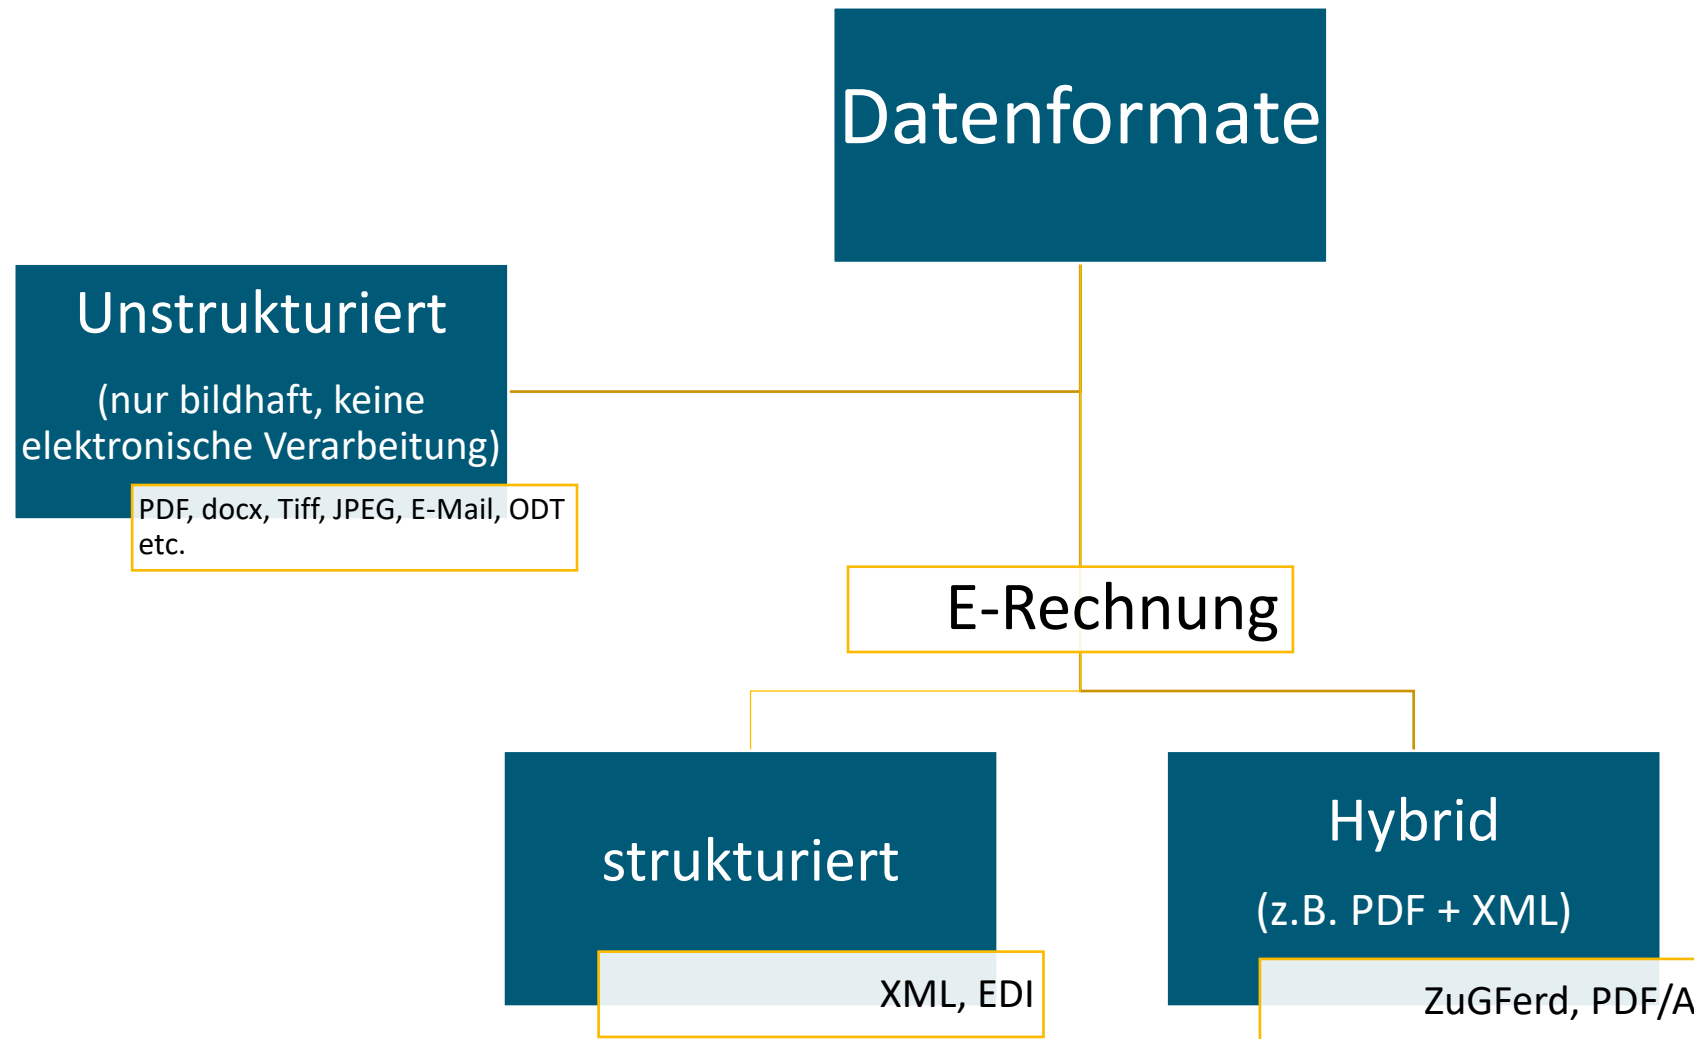 Datenformate
Unstrukturiert
(nur bildhaft, keine
elektronische Verarbeitung)
PDF, docx, Tiff, JPEG, E-Mail, ODT
etc.
E-Rechnung
strukturiert
XML, EDI
Hybrid
(z.B. PDF + XML)
ZuGFerd, PDF/A